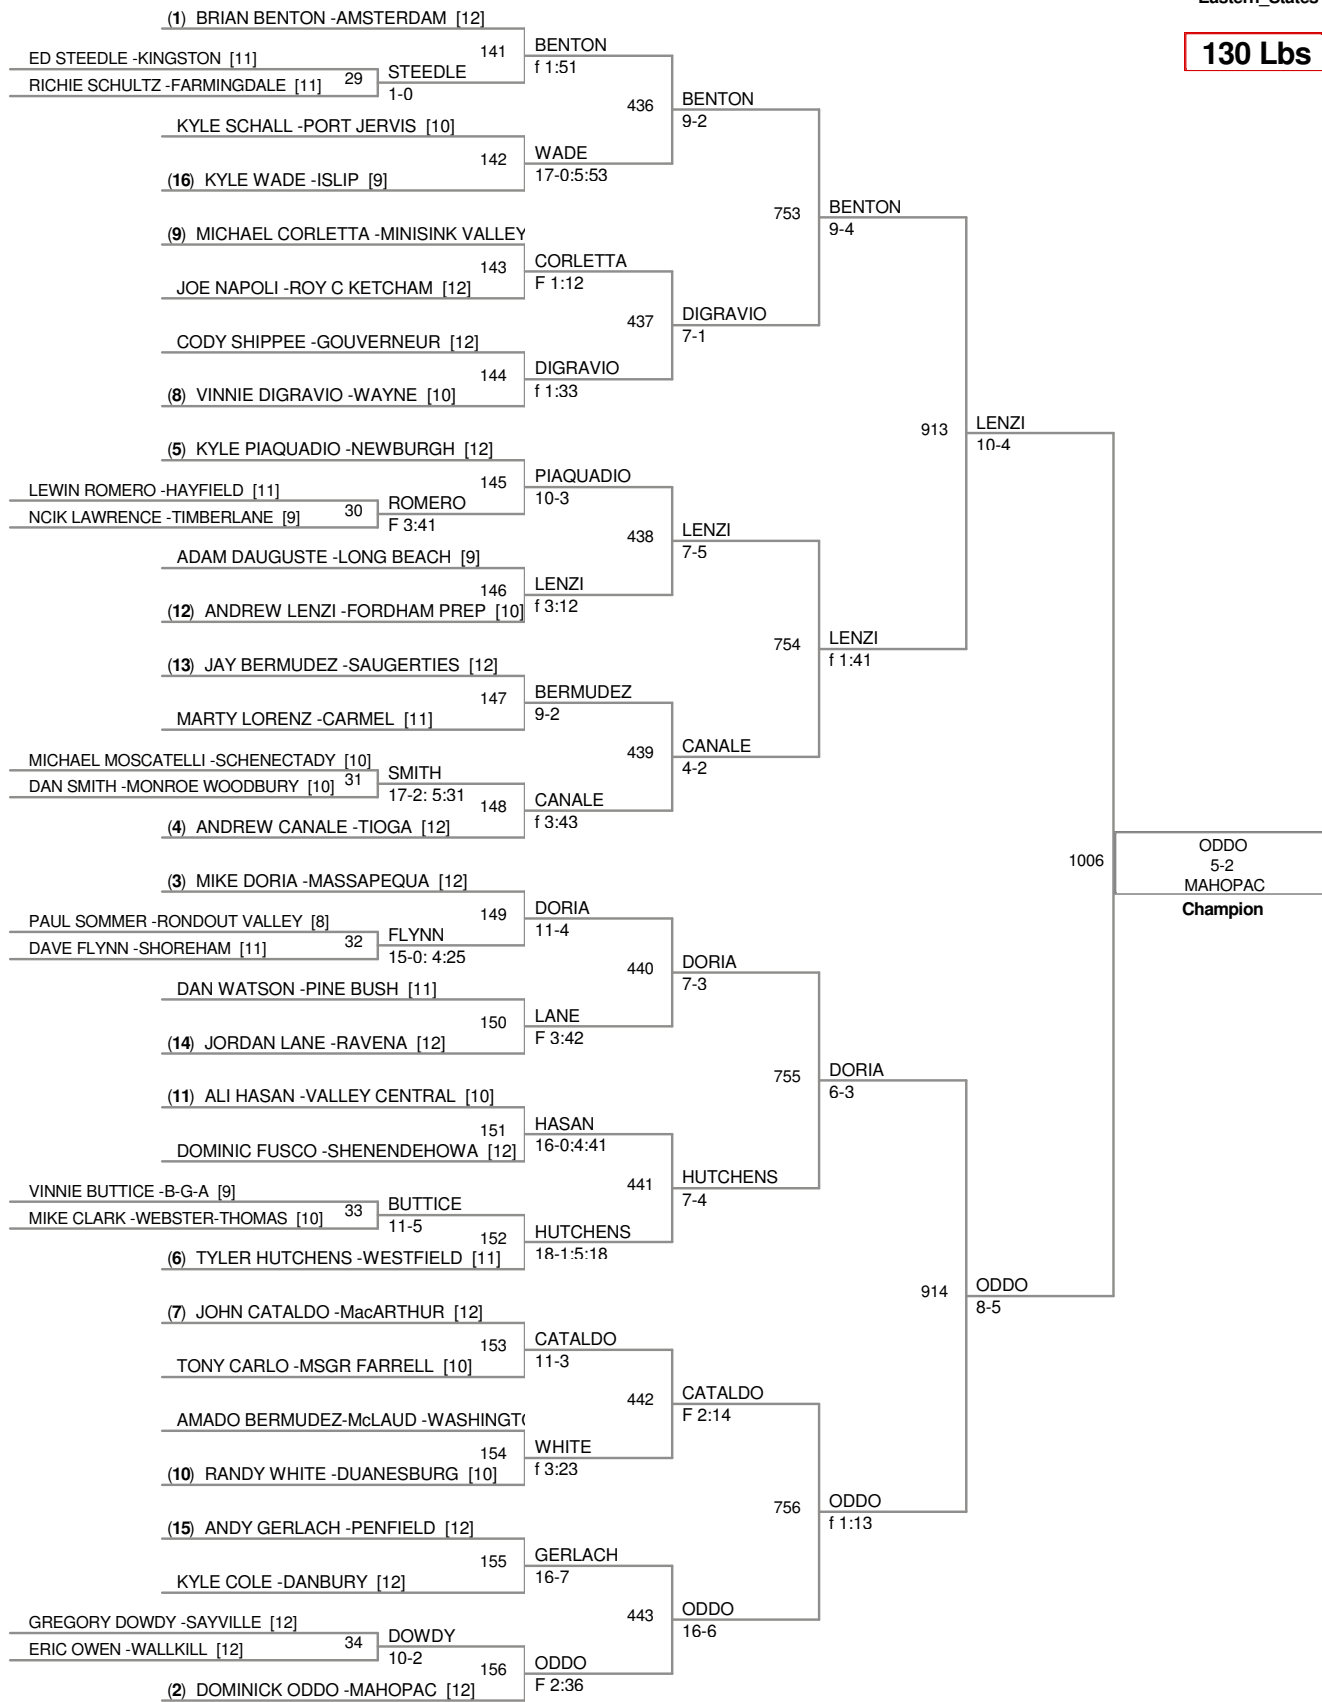 Eastern_States
130 Lbs
(1) BRIAN BENTON -AMSTERDAM [12]
141
BENTON
f 1:51
ED STEEDLE -KINGSTON [11]
29
STEEDLE
1-0
RICHIE SCHULTZ -FARMINGDALE [11]
436
BENTON
9-2
KYLE SCHALL -PORT JERVIS [10]
142
WADE
17-0:5:53
(16) KYLE WADE -ISLIP [9]
753
BENTON
9-4
(9) MICHAEL CORLETTA -MINISINK VALLEY
143
CORLETTA
F 1:12
JOE NAPOLI -ROY C KETCHAM [12]
437
DIGRAVIO
7-1
CODY SHIPPEE -GOUVERNEUR [12]
144
DIGRAVIO
f 1:33
(8) VINNIE DIGRAVIO -WAYNE [10]
913
LENZI
10-4
(5) KYLE PIAQUADIO -NEWBURGH [12]
145
PIAQUADIO
10-3
LEWIN ROMERO -HAYFIELD [11]
30
ROMERO
F 3:41
NCIK LAWRENCE -TIMBERLANE [9]
438
LENZI
7-5
ADAM DAUGUSTE -LONG BEACH [9]
146
LENZI
f 3:12
(12) ANDREW LENZI -FORDHAM PREP [10]
754
LENZI
f 1:41
(13) JAY BERMUDEZ -SAUGERTIES [12]
147
BERMUDEZ
9-2
MARTY LORENZ -CARMEL [11]
439
CANALE
4-2
MICHAEL MOSCATELLI -SCHENECTADY [10]
31
SMITH
17-2: 5:31
DAN SMITH -MONROE WOODBURY [10]
148
CANALE
f 3:43
(4) ANDREW CANALE -TIOGA [12]
1006
ODDO
5-2
MAHOPAC
Champion
(3) MIKE DORIA -MASSAPEQUA [12]
149
DORIA
11-4
PAUL SOMMER -RONDOUT VALLEY [8]
32
FLYNN
15-0: 4:25
DAVE FLYNN -SHOREHAM [11]
440
DORIA
7-3
DAN WATSON -PINE BUSH [11]
150
LANE
F 3:42
(14) JORDAN LANE -RAVENA [12]
755
DORIA
6-3
(11) ALI HASAN -VALLEY CENTRAL [10]
151
HASAN
16-0:4:41
DOMINIC FUSCO -SHENENDEHOWA [12]
441
HUTCHENS
7-4
VINNIE BUTTICE -B-G-A [9]
33
BUTTICE
11-5
MIKE CLARK -WEBSTER-THOMAS [10]
152
HUTCHENS
18-1:5:18
(6) TYLER HUTCHENS -WESTFIELD [11]
914
ODDO
8-5
(7) JOHN CATALDO -MacARTHUR [12]
153
CATALDO
11-3
TONY CARLO -MSGR FARRELL [10]
442
CATALDO
F 2:14
AMADO BERMUDEZ-McLAUD -WASHINGTO
154
WHITE
f 3:23
(10) RANDY WHITE -DUANESBURG [10]
756
ODDO
f 1:13
(15) ANDY GERLACH -PENFIELD [12]
155
GERLACH
16-7
KYLE COLE -DANBURY [12]
443
ODDO
16-6
GREGORY DOWDY -SAYVILLE [12]
34
DOWDY
10-2
ERIC OWEN -WALLKILL [12]
156
ODDO
F 2:36
(2) DOMINICK ODDO -MAHOPAC [12]